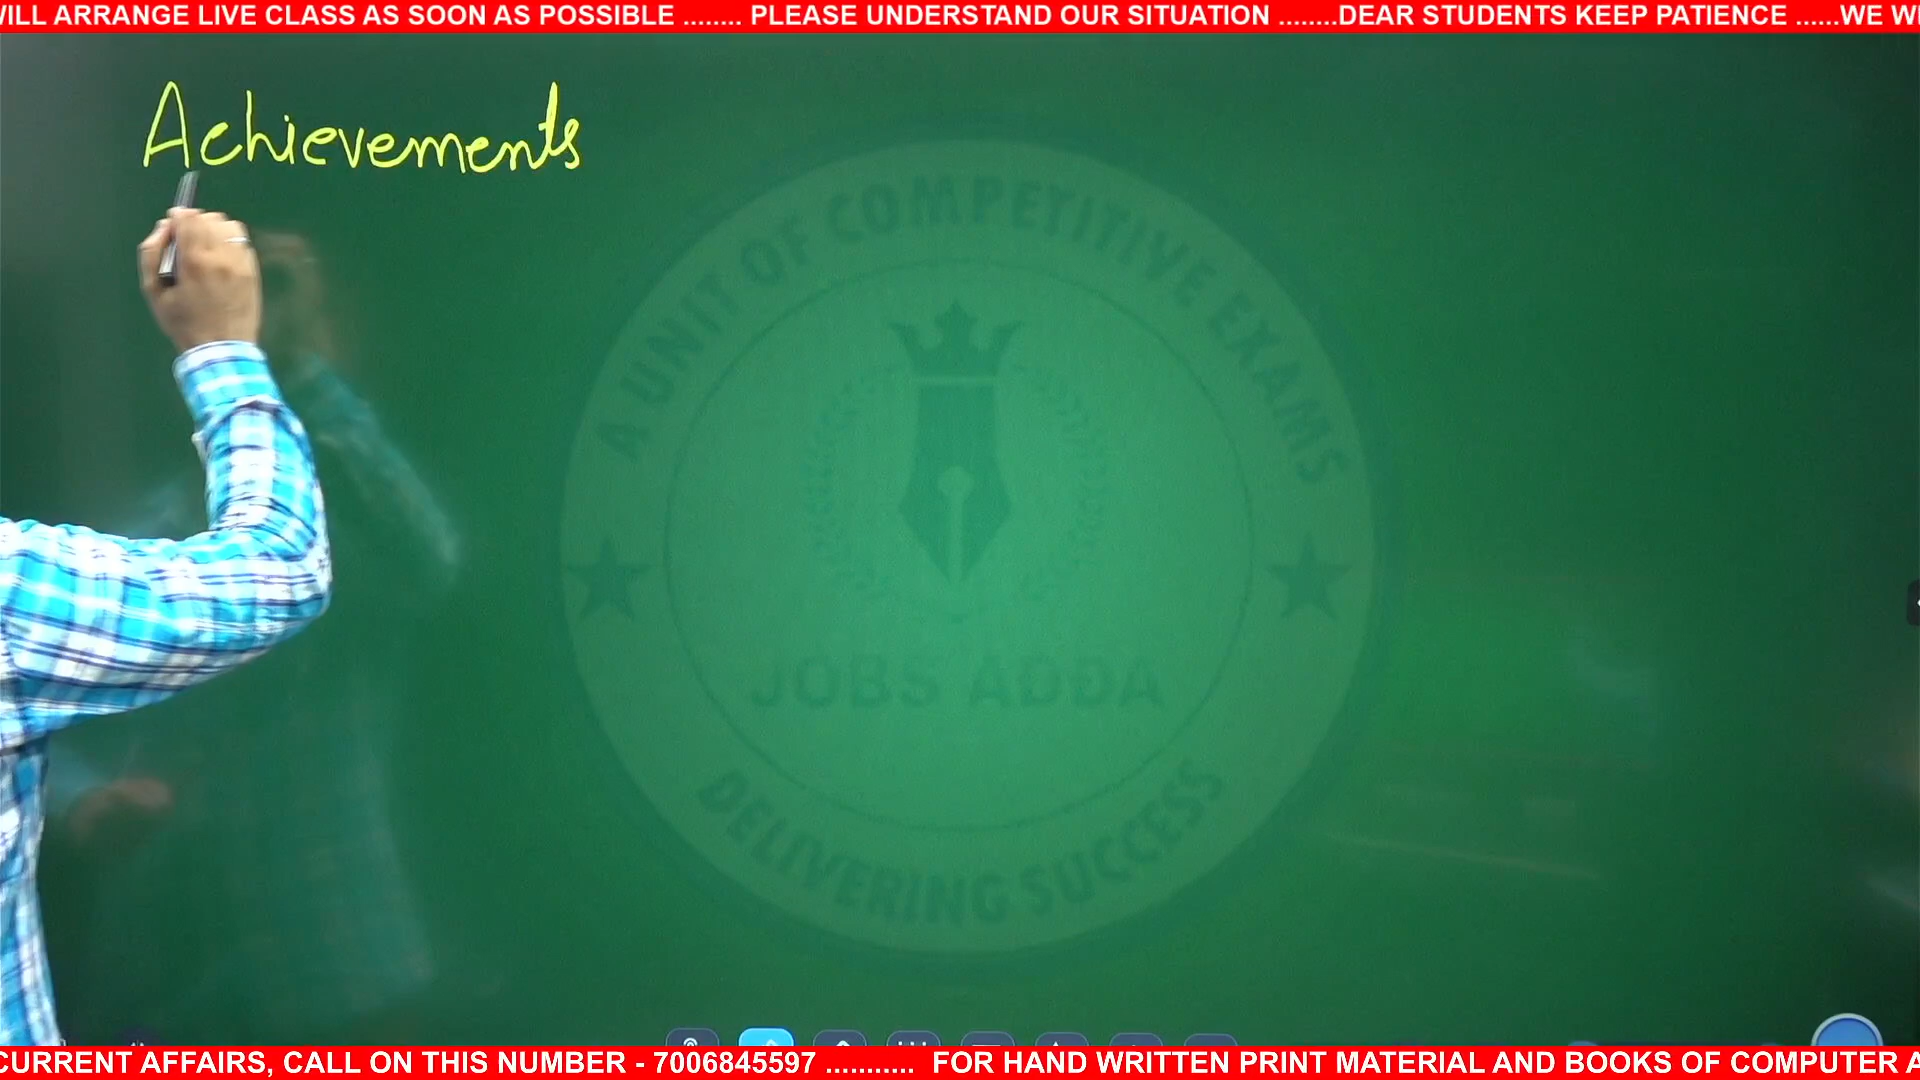 WILL ARRANGE LIVE CLASS AS SOON AS POSSIBLE ........ PLEASE UNDERSTAND OUR SITUATION ........DEAR STUDENTS KEEP PATIENCE ......WE W
Achievements
A UNIT OF COMPETITIVE EXAMS
JOBS ADDA
DELIVERING SUCCESS
CURRENT AFFAIRS, CALL ON THIS NUMBER - 7006845597 ........... FOR HAND WRITTEN PRINT MATERIAL AND BOOKS OF COMPUTER A